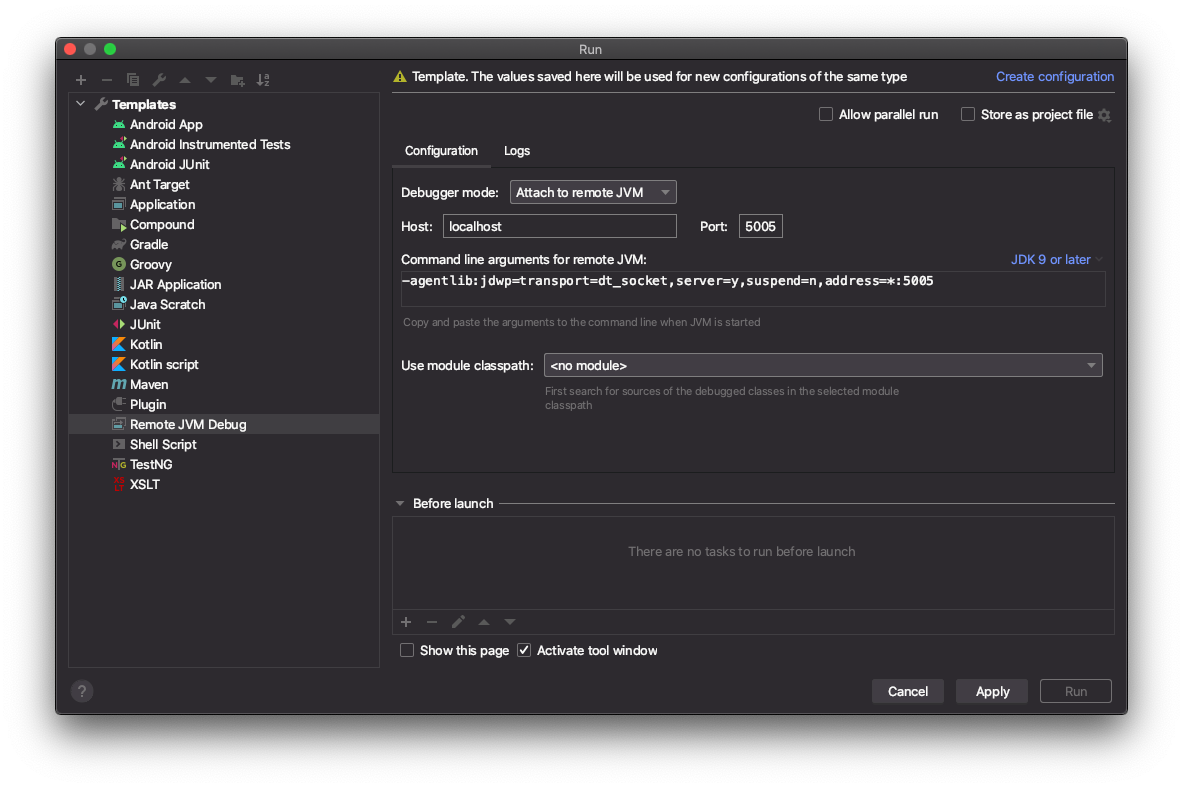 Run
Template. The values saved here will be used for new configurations of the same type
Create configuration
Templates
Android App
Android Instrumented Tests
Android JUnit
Ant Target
Application
Compound
Gradle
Groovy
JAR Application
Java Scratch
JUnit
Kotlin
Kotlin script
Maven
Plugin
Remote JVM Debug
Shell Script
TestNG
XSLT
Allow parallel run
Store as project file
Configuration
Logs
Debugger mode:
Attach to remote JVM
Host:
localhost
Port:
5005
Command line arguments for remote JVM:
JDK 9 or later
-agentlib:jdwp=transport=dt_socket,server=y,suspend=n,address=*:5005
Copy and paste the arguments to the command line when JVM is started
Use module classpath:
<no module>
First search for sources of the debugged classes in the selected module
classpath
Before launch
There are no tasks to run before launch
Show this page
Activate tool window
?
Cancel
Apply
Run